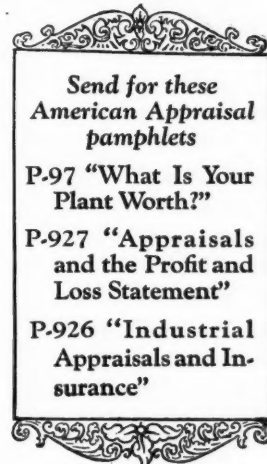 Send for these
American Appraisal
pamphlets
P-97 “What Is Your
Plant Worth?”
P-927 “Appraisals
and the Profit and
Loss Statement”
P-926 “Industrial
Appraisals and In-
surance”